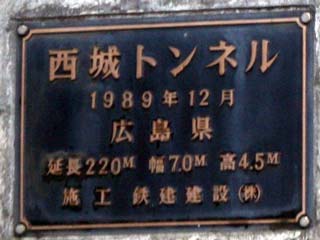 西城トンネル
1989年12月
広島県
延長220M 幅7.0M 高4.5M
施工 鉄建建設(株)